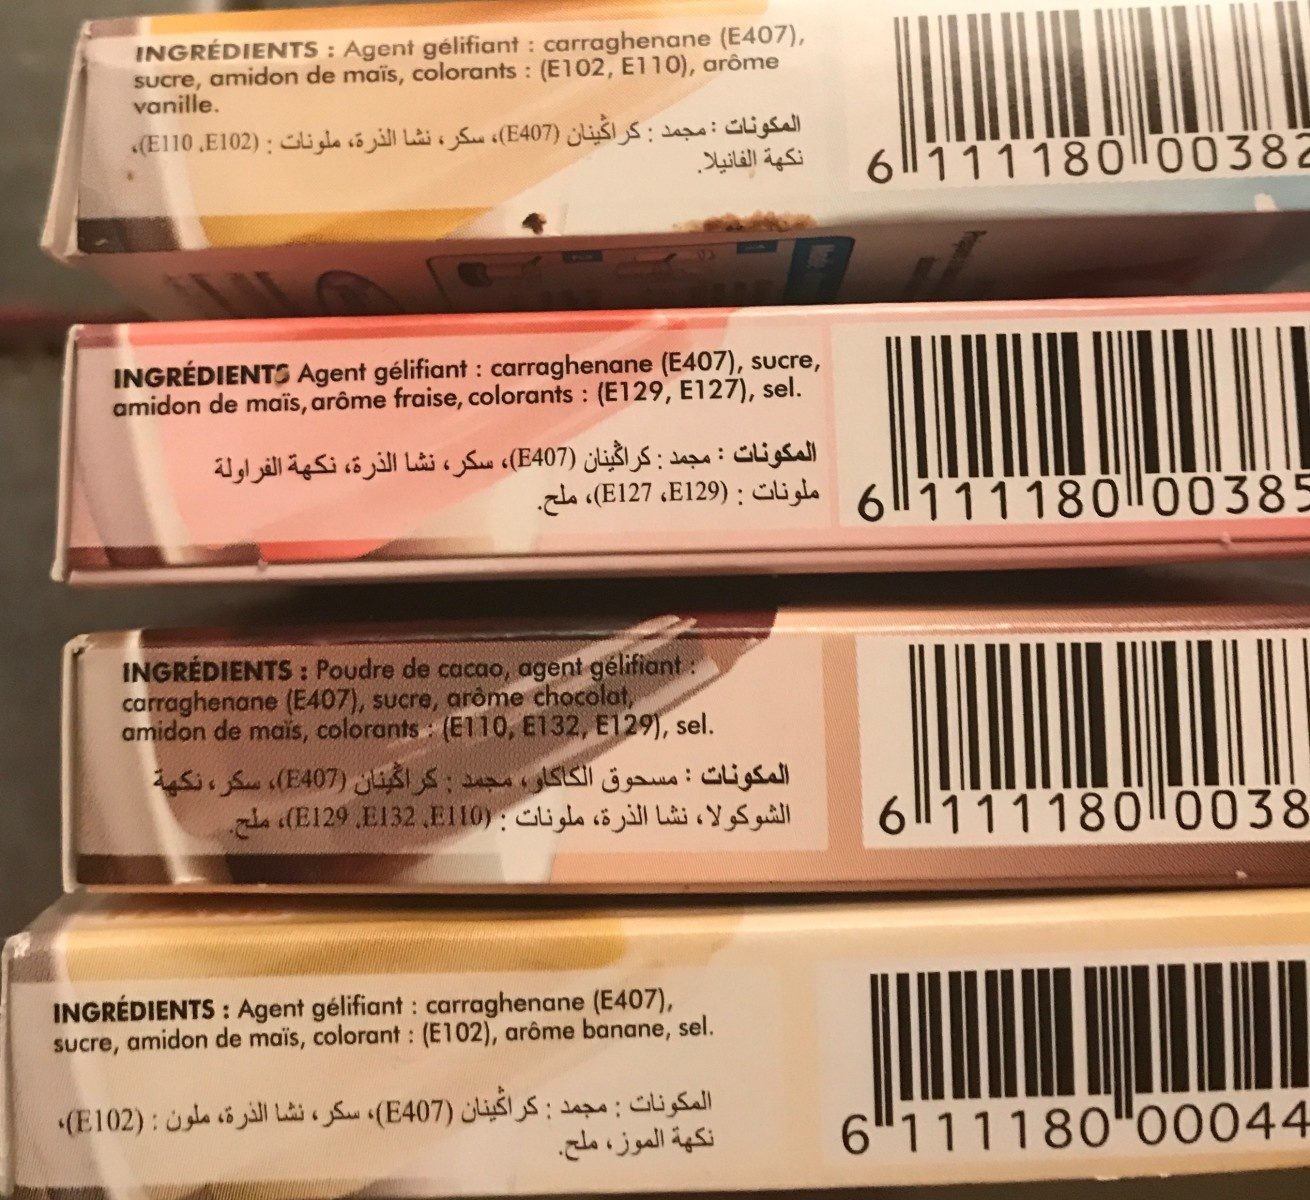 INGRÉDIENTS : Agent gélifiant : carraghenane (E407),
sucre, amidon de maïs, colorants : (E102, E110), arôme
vanille.
المكونات : مجمد : كراڭينان (E407)، سكر ، نشا الذرة، ملونات : (E110 ,E102)،
نكهة الفانيلا.
6 111180 00382
INGRÉDIENTS Agent gélifiant : carraghenane (E407), sucre,
amidon de maïs, arôme fraise, colorants : (E129, E127), sel.
المكونات : مجمد : كراڭينان (E407)، سكر ، نشا الذرة، نكهة الفراولة
ملونات : (E127 ،E129)، ملح.
6 111180 00385
INGRÉDIENTS : Poudre de cacao, agent gélifiant :
carraghenane (E407), sucre, arôme chocolat,
amidon de maïs, colorants : (E110, E132, E129), sel.
المكونات : مسحوق الكاكاو ، مجمد : كراڭينان (E407)، سكر ، نكهة
الشوكولا، نشا الذرة، ملونات : (E129 ,E132 ,E110)، ملح.
6 111180 0038
INGRÉDIENTS : Agent gélifiant : carraghenane (E407),
sucre, amidon de maïs, colorant : (E102), arôme banane, sel.
المكونات : مجمد : كراڭينان (E407)، سكر ، نشا الذرة، ملون : (E102)،
نكهة الموز ، ملح.
6 111180 00044